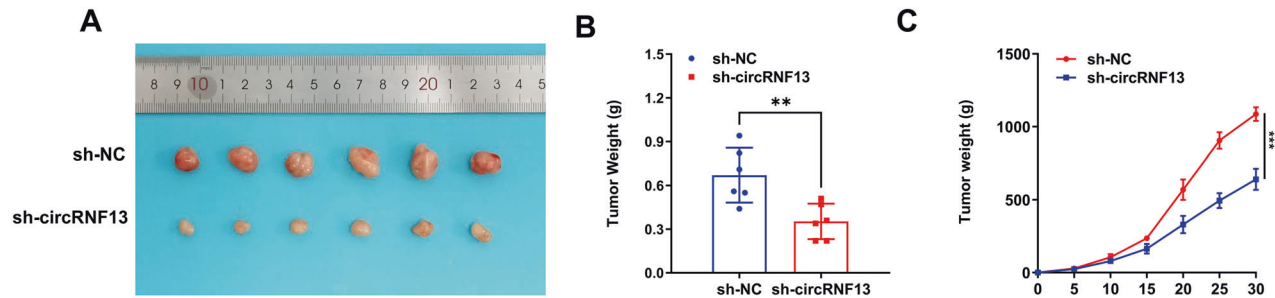 A
8 9 10 1 2 3 4 5 6 7 8 9 20 1 2 3 4 5
sh-NC
sh-circRNF13
B
Tumor Weight (g)
1.5
1.2
0.9
0.6
0.3
0.0
sh-NC
sh-circRNF13
**
sh-NC sh-circRNF13
C
Tumor weight (g)
1500
1000
500
0
sh-NC
sh-circRNF13
***
0 5 10 15 20 25 30